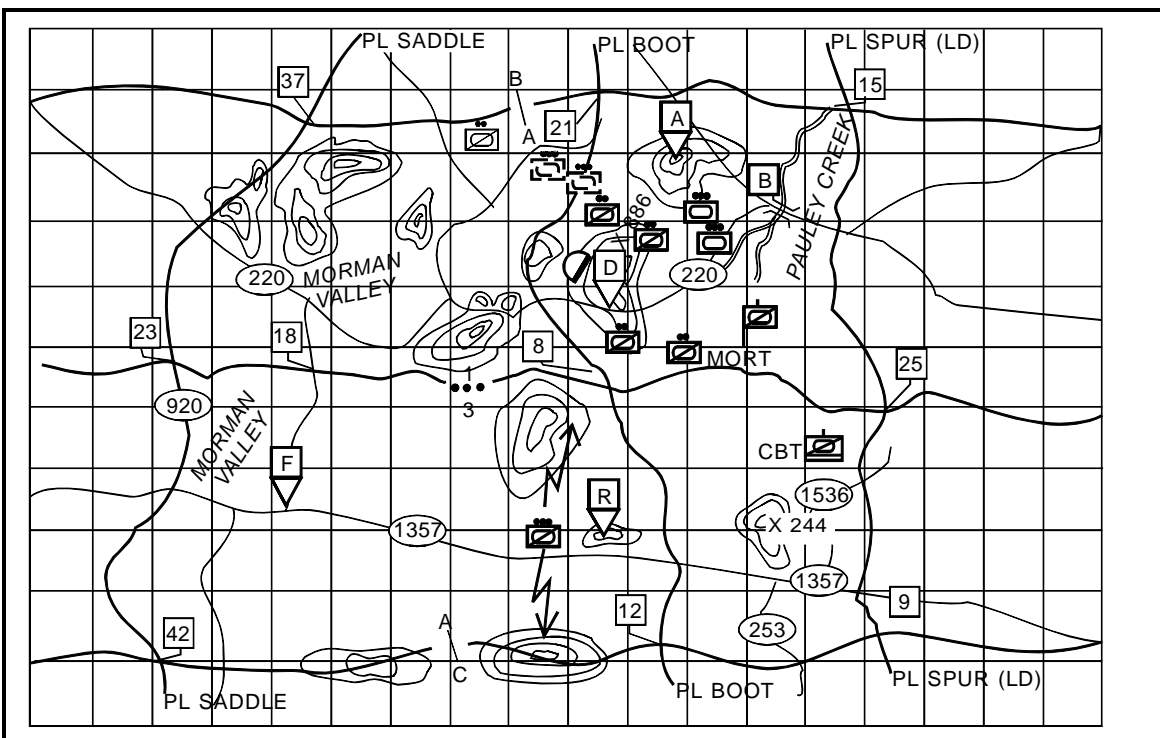 PL SADDLE
PL BOOT
PL SPUR (LD)
37
B
A
21
A
15
B
86
PAULEY CREEK
D
220
MORMAN
VALLEY
220
23
18
8
MORT
25
1
3
920
MORMAN
VALLEY
F
CBT
1536
R
X 244
1357
1357
9
12
253
42
A
C
PL SADDLE
PL BOOT
PL SPUR (LD)